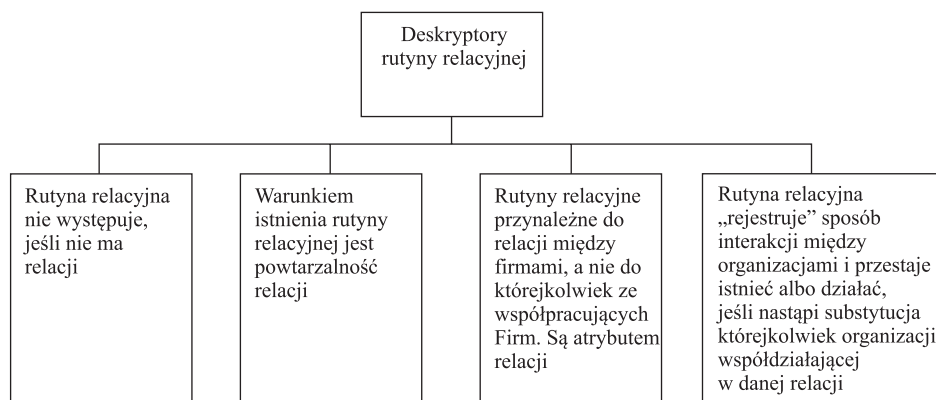 Deskryptory
rutyny relacyjnej
Rutyna relacyjna
nie występuje,
jeśli nie ma
relacji
Warunkiem
istnienia rutyny
relacyjnej jest
powtarzalność
relacji
Rutyny relacyjne
przynależne do
relacji między
firmami, a nie do
którejkolwiek ze
współpracujących
Firm. Są atrybutem
relacji
Rutyna relacyjna
„rejestruje” sposób
interakcji między
organizacjami i przestaje
istnieć albo działać,
jeśli nastąpi substytucja
którejkolwiek organizacji
współdziałającej
w danej relacji